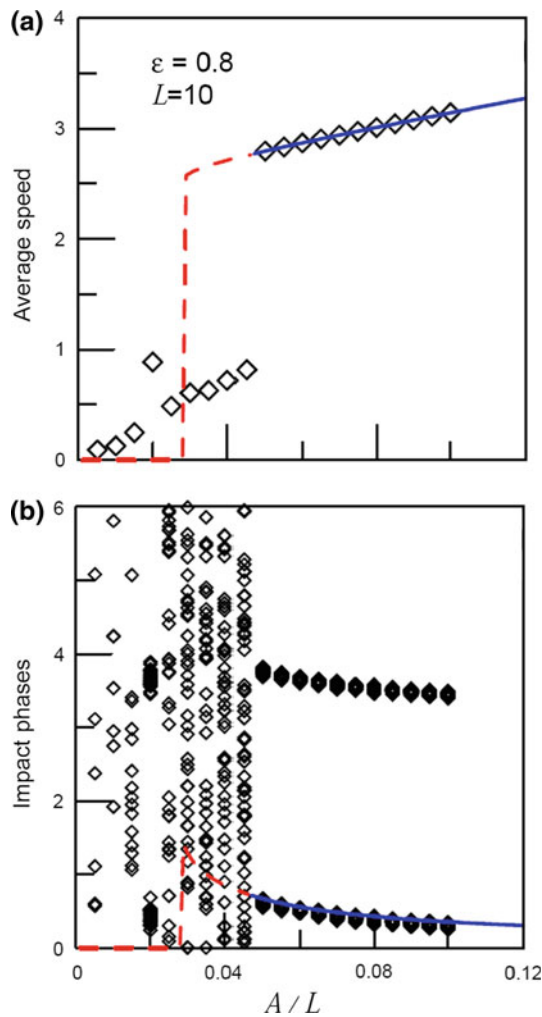 (a)
4
ε = 0.8
L=10
3
2
1
0
Average speed
(b)
6
4
2
0
Impact phases
0
0.04
0.08
0.12
A / L